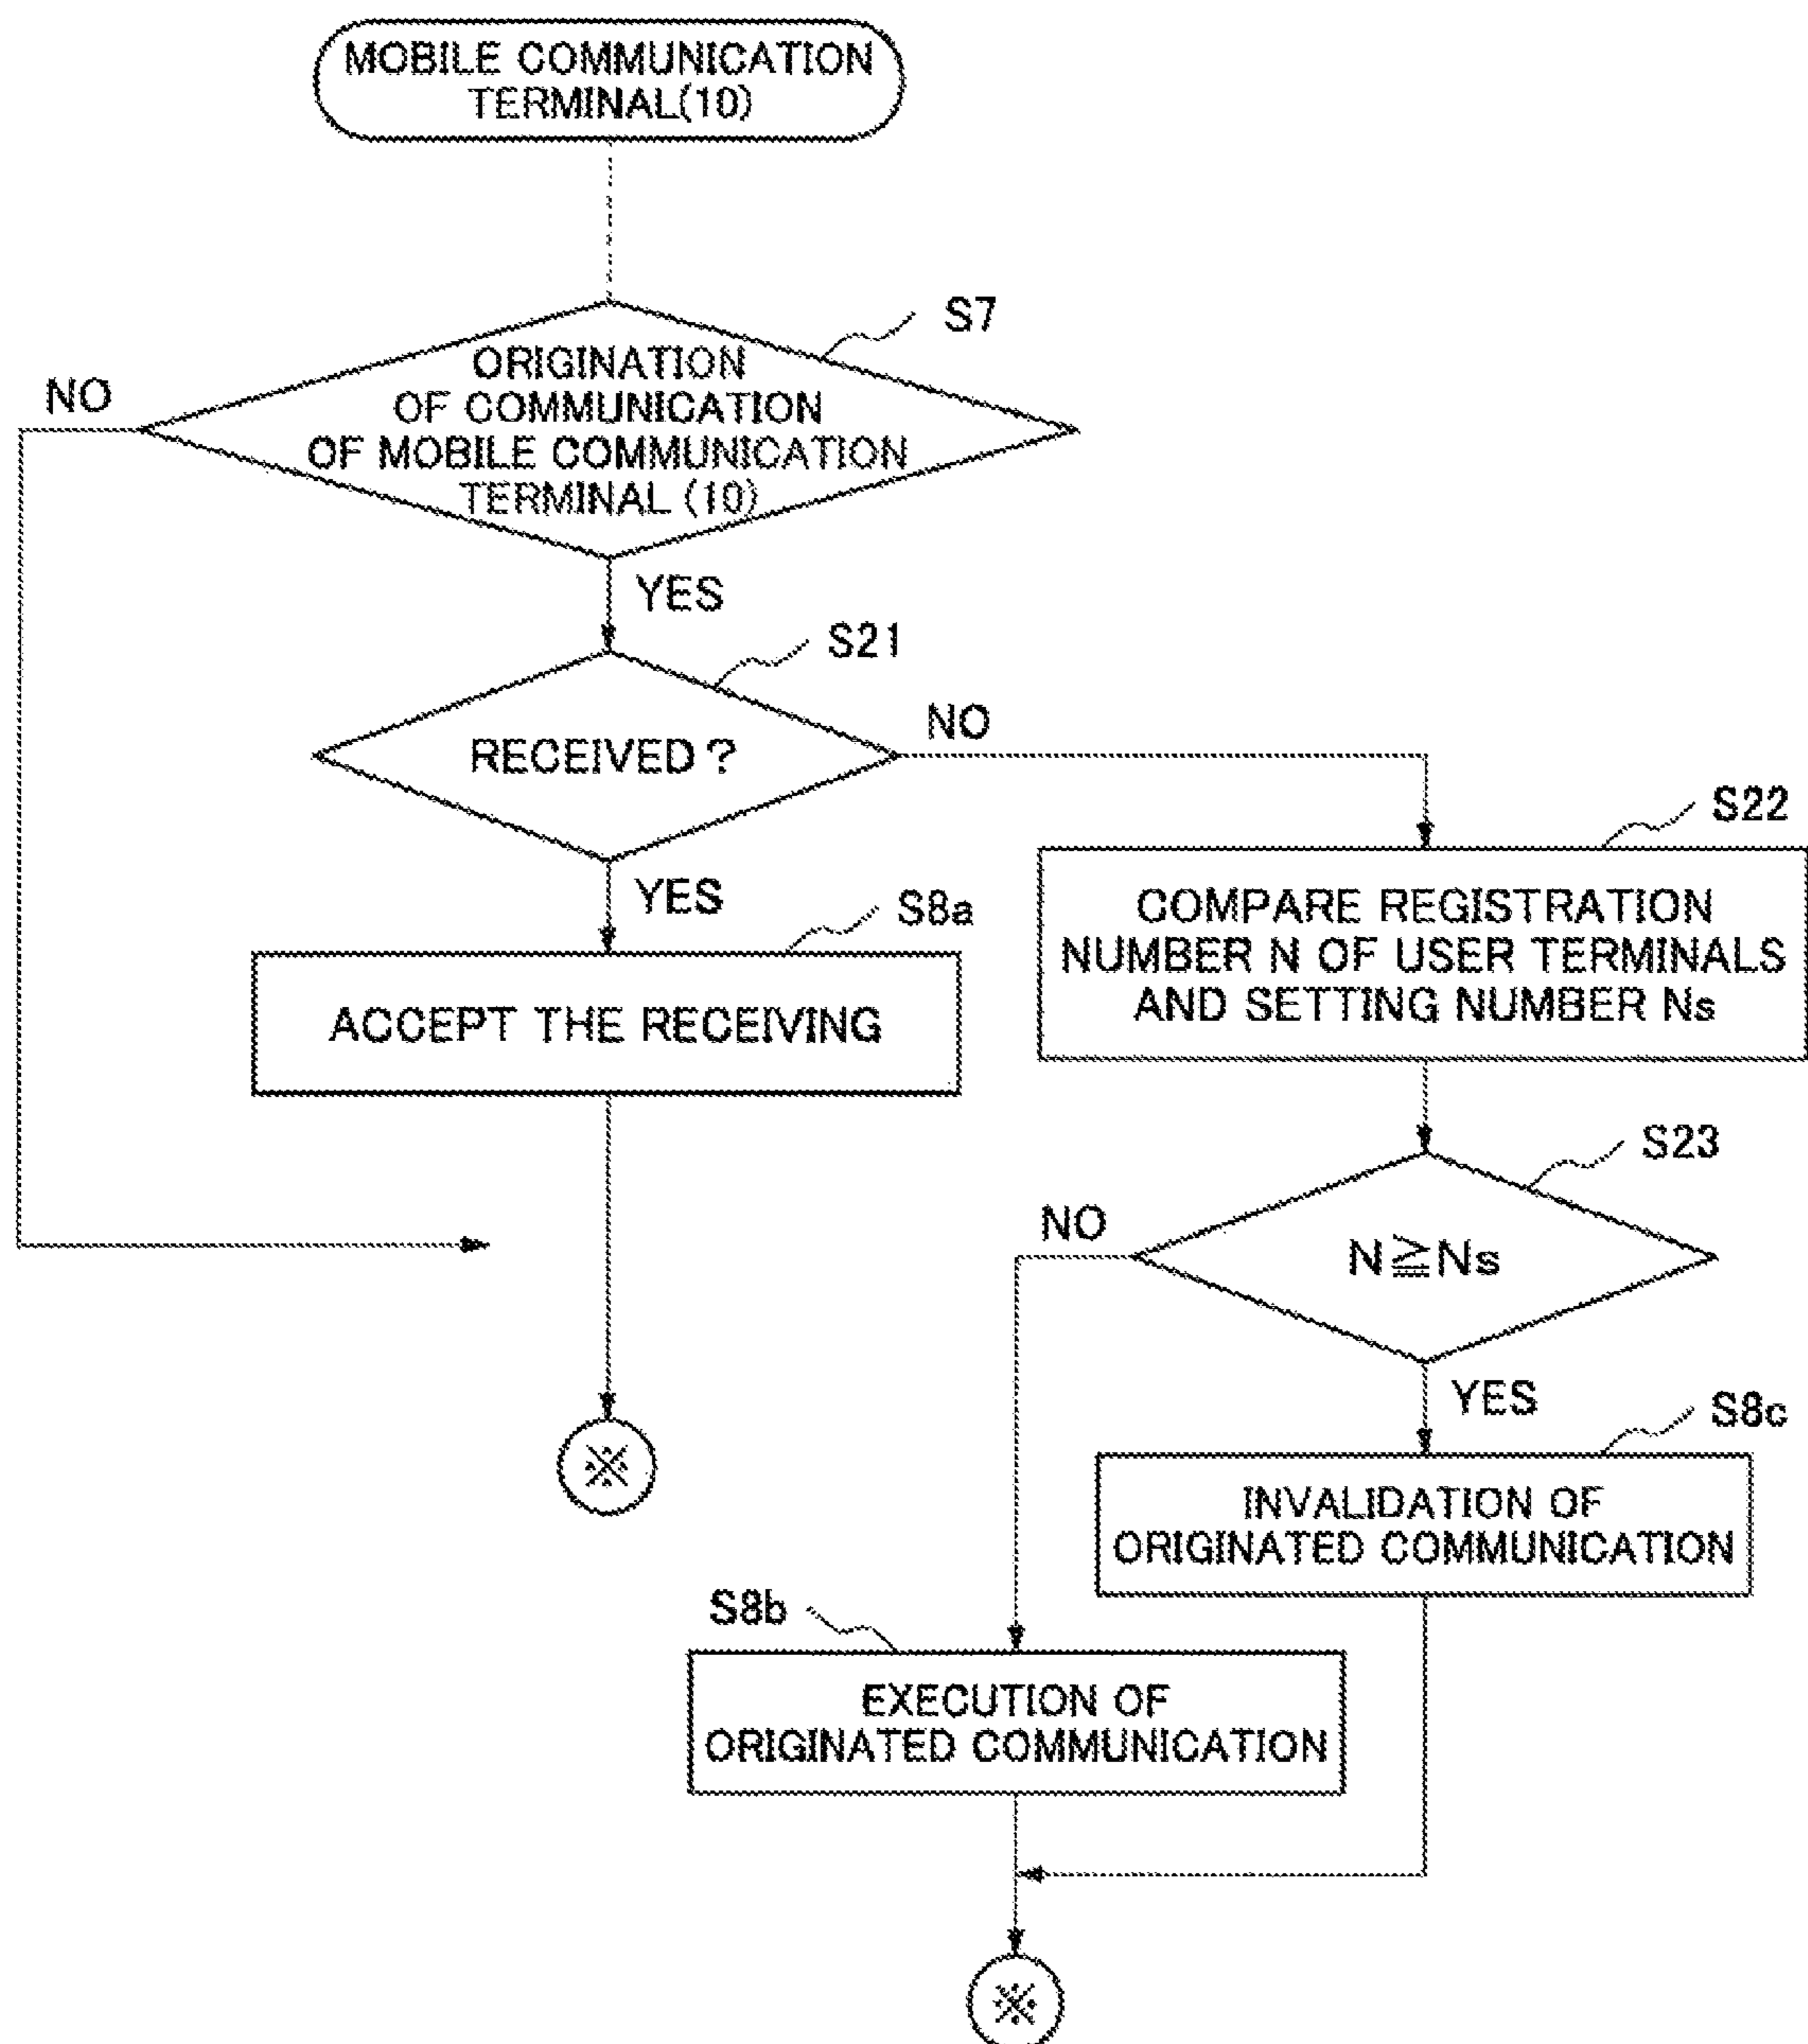 MOBILE COMMUNICATION
TERMINAL(10)
S7
NO
ORIGINATION
OF COMMUNICATION
OF MOBILE COMMUNICATION
TERMINAL (10)
YES
S21
RECEIVED?
NO
YES
S22
COMPARE REGISTRATION
NUMBER N OF USER TERMINALS
AND SETTING NUMBER Ns
S8a
ACCEPT THE RECEIVING
S23
NO
N≧Ns
YES
※
S8c
INVALIDATION OF
ORIGINATED COMMUNICATION
S8b
EXECUTION OF
ORIGINATED COMMUNICATION
※